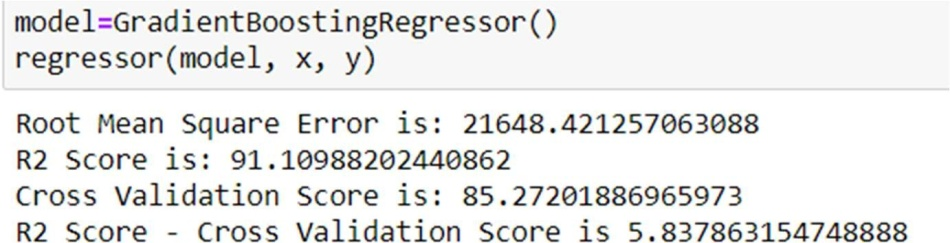 model=GradientBoostingRegressor()
regressor(model, x, y)
Root Mean Square Error is: 21648.421257063088
R2 Score is: 91.10988202440862
Cross Validation Score is: 85.27201886965973
R2 Score - Cross Validation Score is 5.837863154748888